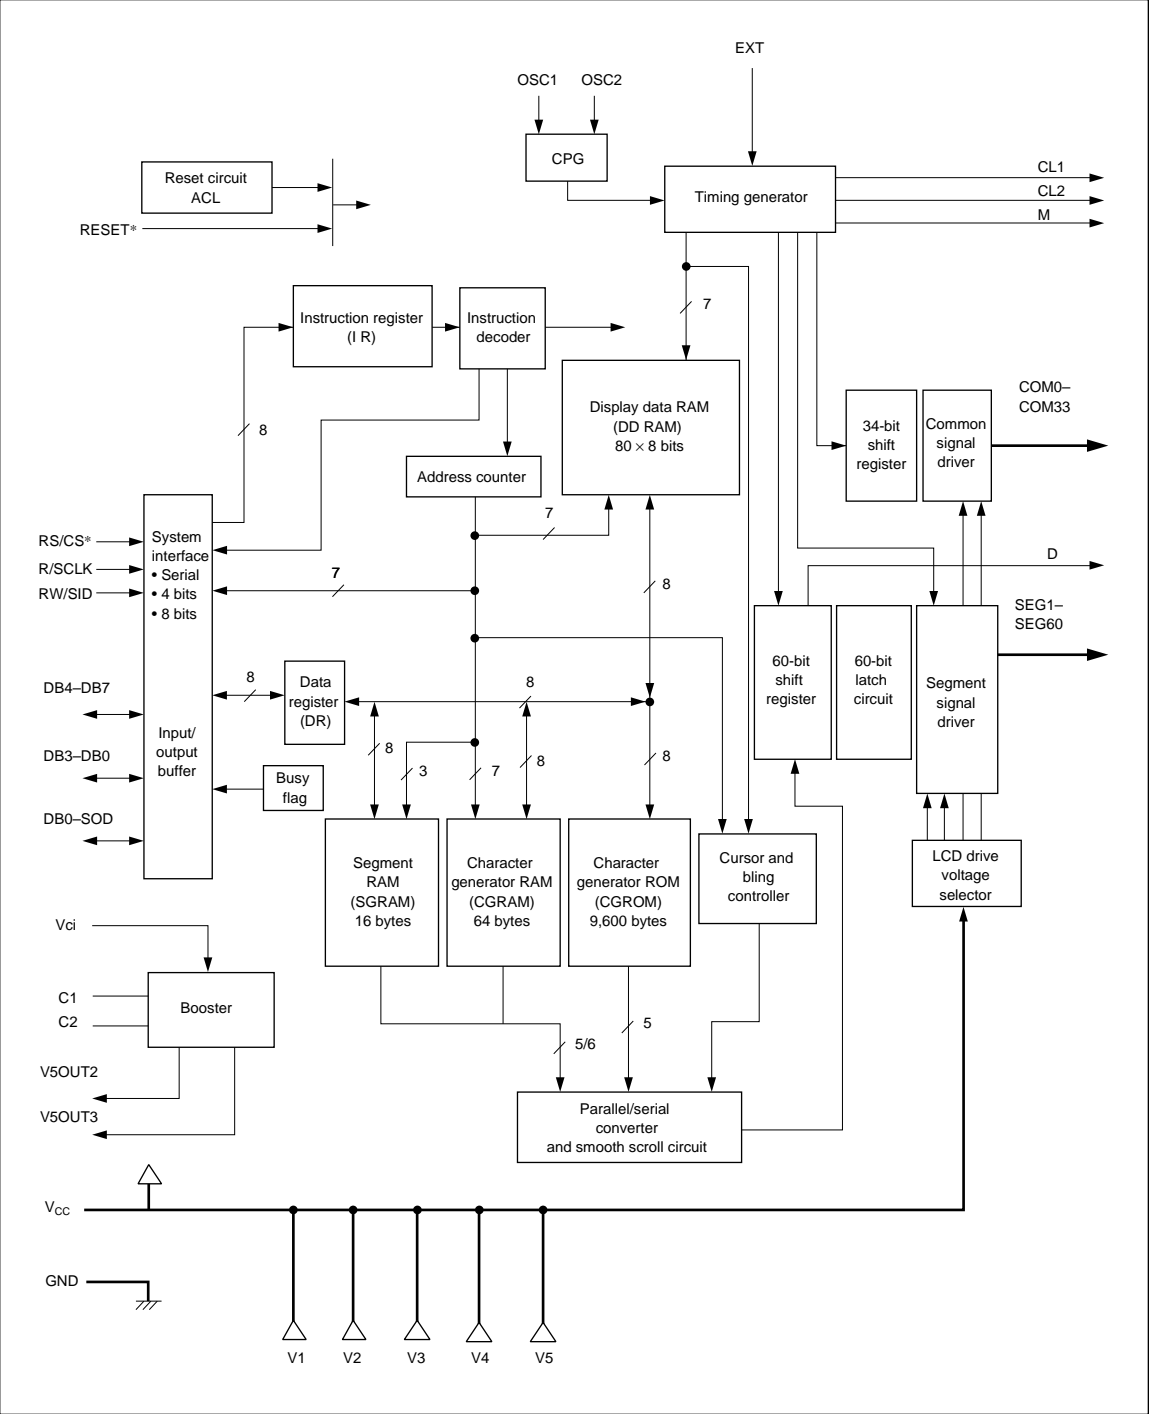 EXT
OSC1 OSC2
CPG
Reset circuit
ACL
Timing generator
CL1
CL2
M
RESET*
7
Instruction register
(I R)
Instruction
decoder
8
Display data RAM
(DD RAM)
80 × 8 bits
COM0–
COM33
34-bit
shift
register
Common
signal
driver
Address counter
7
RS/CS*
R/SCLK
RW/SID
System
interface
• Serial
• 4 bits
• 8 bits
7
8
D
SEG1–
SEG60
60-bit
shift
register
60-bit
latch
circuit
Segment
signal
driver
DB4–DB7
8
Data
register
(DR)
8
DB3–DB0
Input/
output
buffer
8
3
7
8
8
Busy
flag
DB0–SOD
Segment
RAM
(SGRAM)
16 bytes
Character
generator RAM
(CGRAM)
64 bytes
Character
generator ROM
(CGROM)
9,600 bytes
Cursor and
bling
controller
LCD drive
voltage
selector
Vci
C1
C2
Booster
5/6
5
V5OUT2
V5OUT3
Parallel/serial
converter
and smooth scroll circuit
VCC
GND
V1 V2 V3 V4 V5